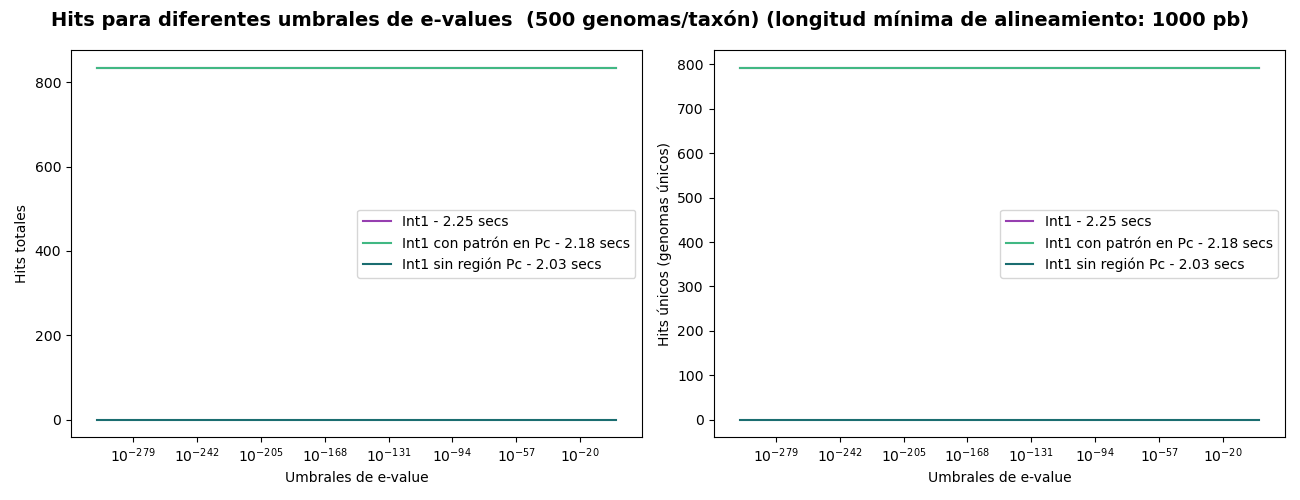 Hits para diferentes umbrales de e-values  (500 genomas/taxón) (longitud mínima de alineamiento: 1000 pb)
Hits totales
800
600
400
200
0
Int1 - 2.25 secs
Int1 con patrón en Pc - 2.18 secs
Int1 sin región Pc - 2.03 secs
10⁻²⁷⁹ 10⁻²⁴² 10⁻²⁰⁵ 10⁻¹⁶⁸ 10⁻¹³¹ 10⁻⁹⁴ 10⁻⁵⁷ 10⁻²⁰
Umbrales de e-value
Hits únicos (genomas únicos)
800
700
600
500
400
300
200
100
0
Int1 - 2.25 secs
Int1 con patrón en Pc - 2.18 secs
Int1 sin región Pc - 2.03 secs
10⁻²⁷⁹ 10⁻²⁴² 10⁻²⁰⁵ 10⁻¹⁶⁸ 10⁻¹³¹ 10⁻⁹⁴ 10⁻⁵⁷ 10⁻²⁰
Umbrales de e-value